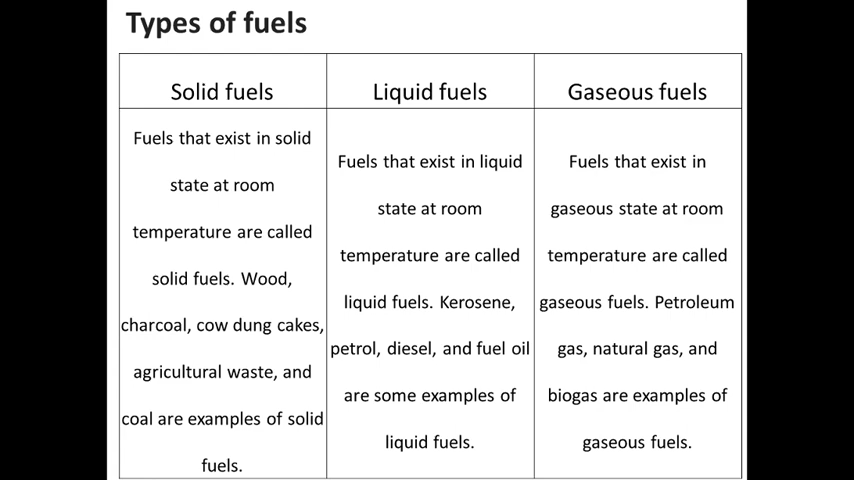 Types of fuels
Solid fuels
Fuels that exist in solid
state at room
temperature are called
solid fuels. Wood,
charcoal, cow dung cakes,
agricultural waste, and
coal are examples of solid
fuels.
Liquid fuels
Fuels that exist in liquid
state at room
temperature are called
liquid fuels. Kerosene,
petrol, diesel, and fuel oil
are some examples of
liquid fuels.
Gaseous fuels
Fuels that exist in
gaseous state at room
temperature are called
gaseous fuels. Petroleum
gas, natural gas, and
biogas are examples of
gaseous fuels.